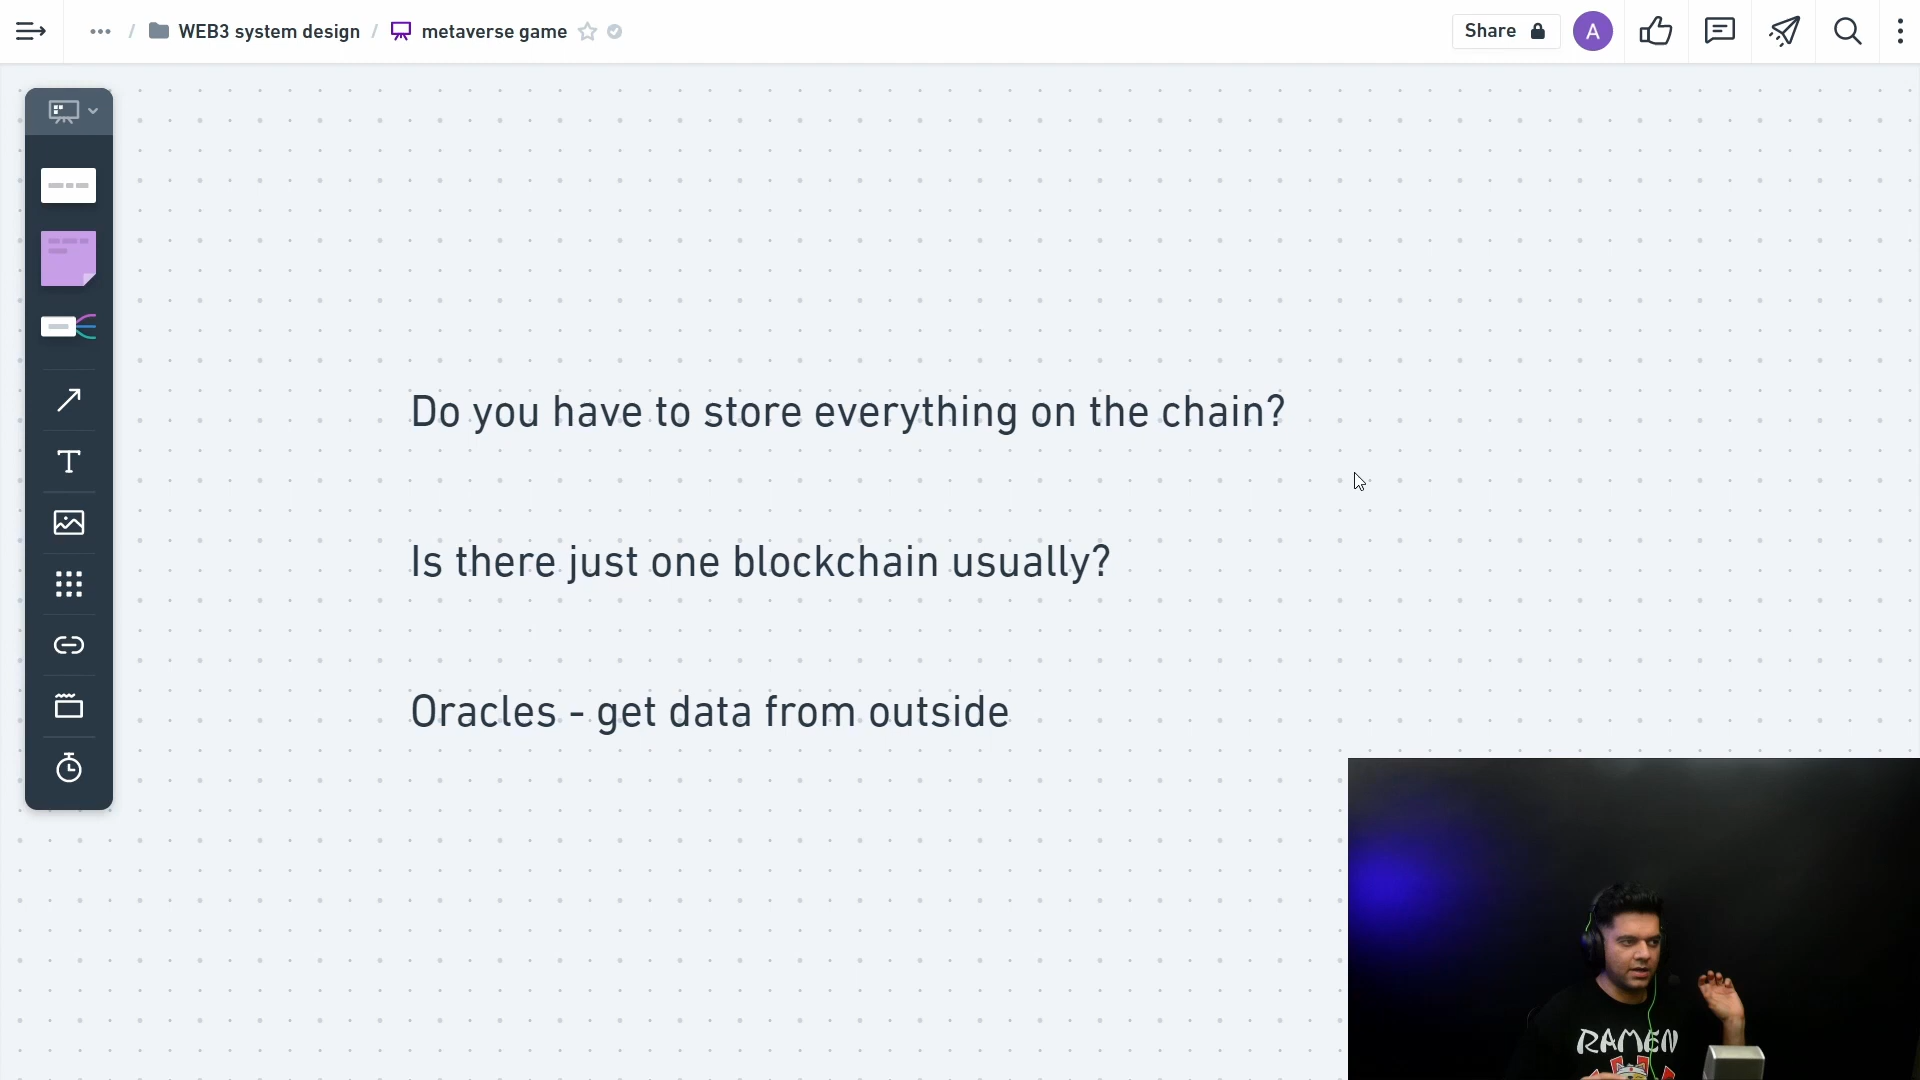 ... / WEB3 system design / metaverse game
Share
A
Do you have to store everything on the chain?
Is there just one blockchain usually?
Oracles - get data from outside
RAMEN